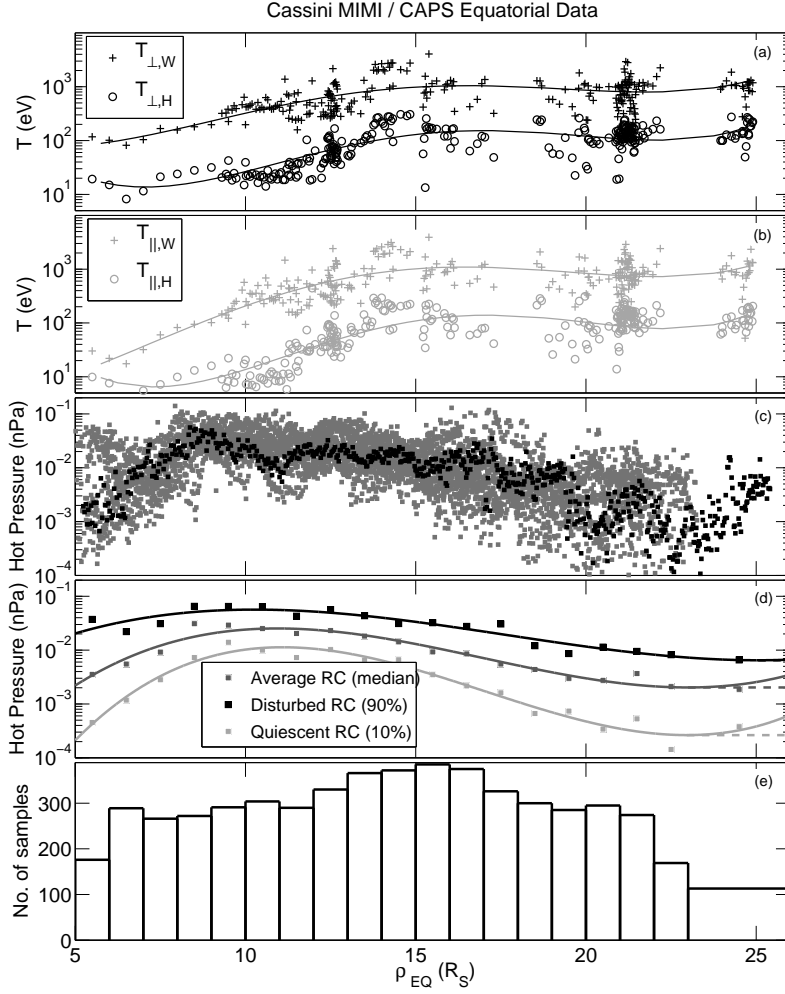 Cassini MIMI / CAPS Equatorial Data
T⊥,W
T⊥,H
(a)
T (eV)
10³
10²
10¹
T||,W
T||,H
(b)
T (eV)
10³
10²
10¹
(c)
Hot Pressure (nPa)
10⁻¹
10⁻²
10⁻³
10⁻⁴
(d)
Hot Pressure (nPa)
10⁻¹
10⁻²
10⁻³
10⁻⁴
Average RC (median)
Disturbed RC (90%)
Quiescent RC (10%)
(e)
No. of samples
300
200
100
0
5 10 15 20 25
ρ EQ (R S)